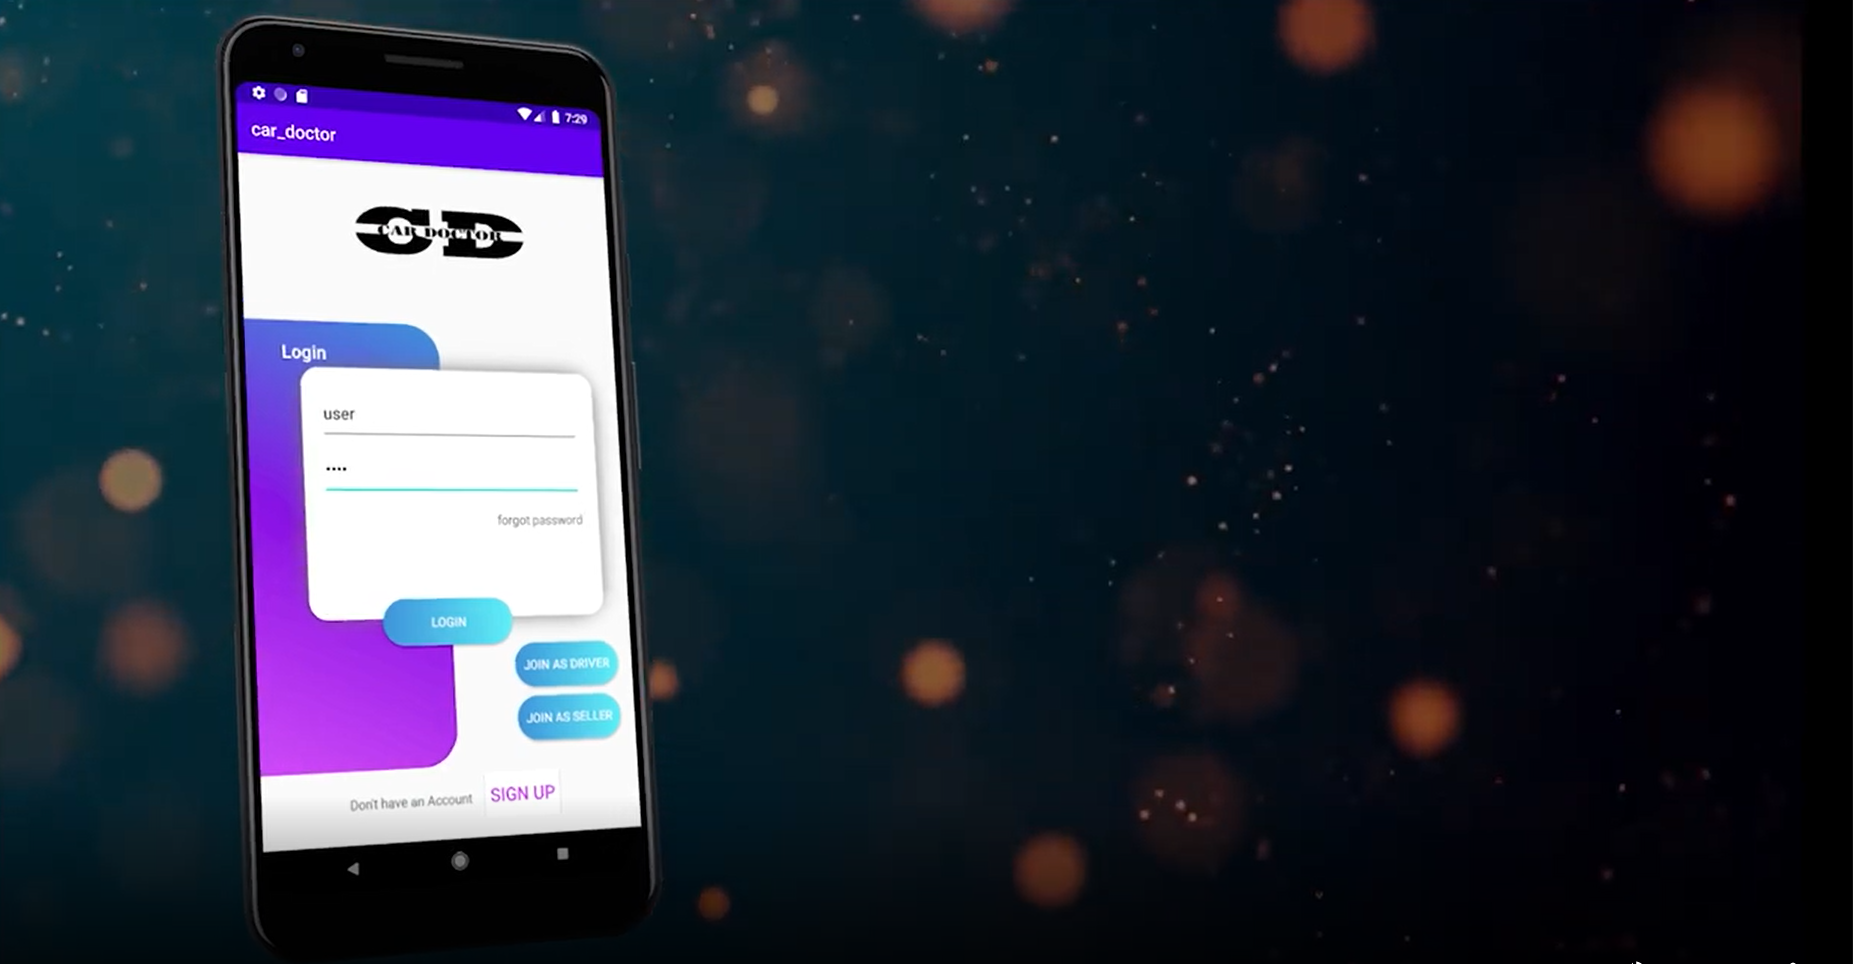 7:29
car_doctor
CD
CAR DOCTOR
Login
user
••••
forgot password
LOGIN
JOIN AS DRIVER
JOIN AS SELLER
Don't have an Account SIGN UP